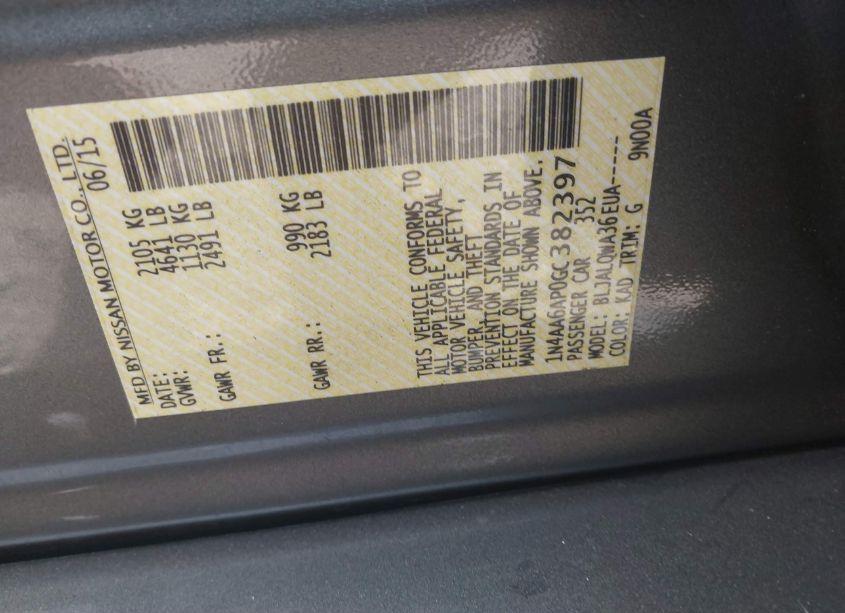 MFD BY NISSAN MOTOR CO., LTD.
DATE: 06/15
GVWR: 2105 KG
4641 LB
GAWR FR.: 1130 KG
2491 LB
GAWR RR.: 990 KG
2183 LB
THIS VEHICLE CONFORMS TO
ALL APPLICABLE FEDERAL
MOTOR VEHICLE SAFETY,
BUMPER, AND THEFT
PREVENTION STANDARDS IN
EFFECT ON THE DATE OF
MANUFACTURE SHOWN ABOVE.
1N4AA6AP0GC382397
PASSENGER CAR 352
MODEL: BLJALQWA36EUA-----
COLOR: KAD TRIM: G 9N00A